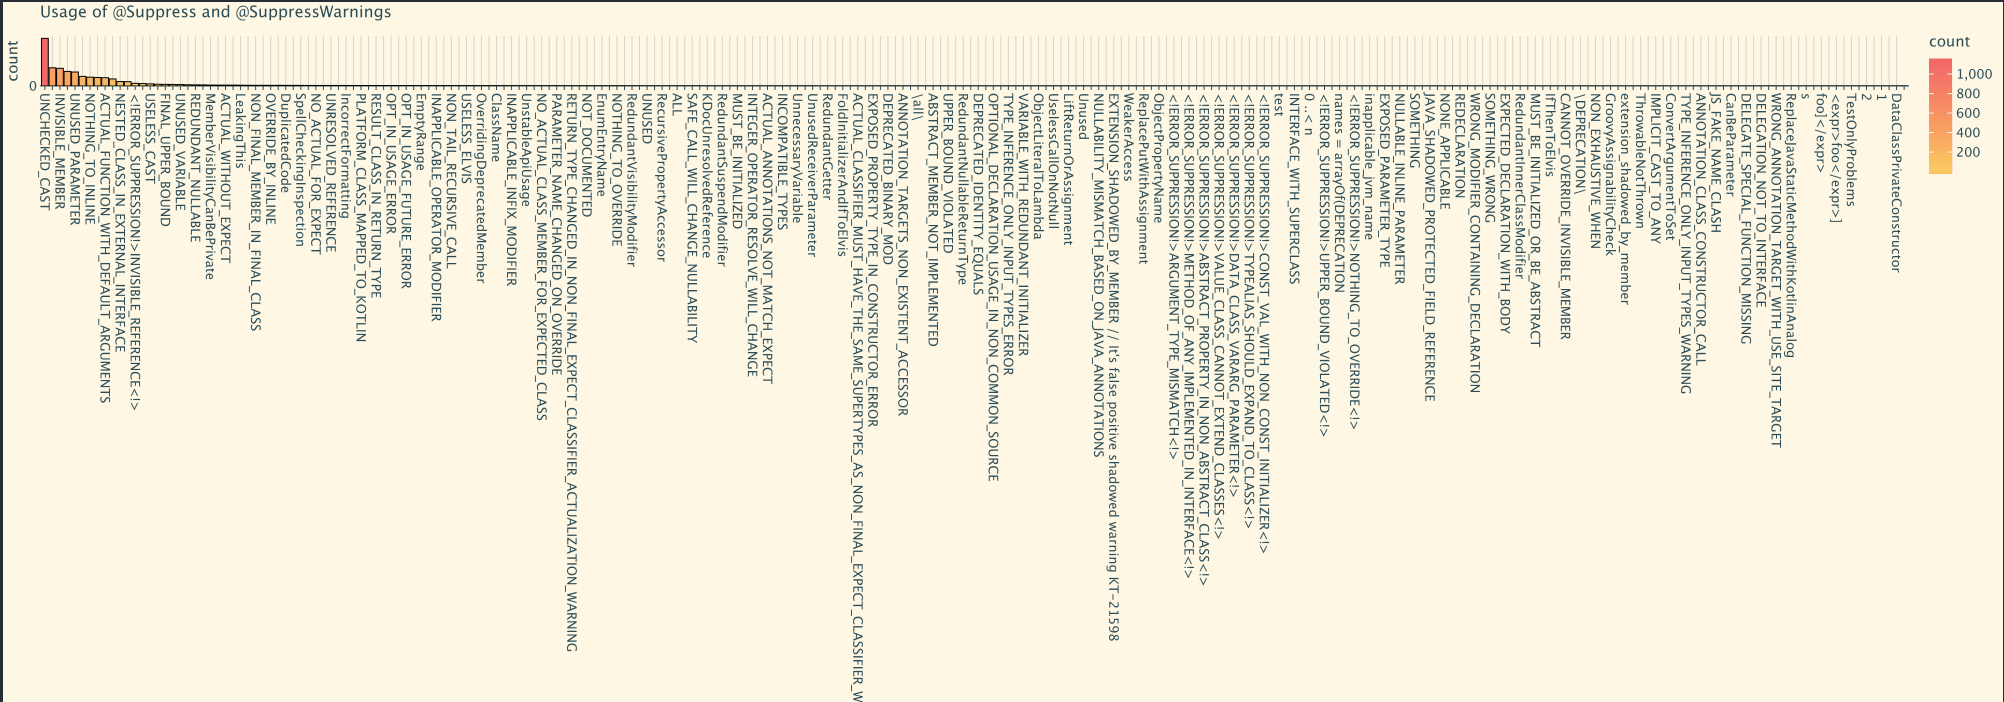 Usage of @Suppress and @SuppressWarnings
count
0
UNCHECKED_CAST
INVISIBLE_MEMBER
UNUSED_PARAMETER
NOTHING_TO_INLINE
ACTUAL_FUNCTION_WITH_DEFAULT_ARGUMENTS
NESTED_CLASS_IN_EXTERNAL_INTERFACE
<!ERROR_SUPPRESSION!>INVISIBLE_REFERENCE<!>
USELESS_CAST
FINAL_UPPER_BOUND
UNUSED_VARIABLE
REDUNDANT_NULLABLE
MemberVisibilityCanBePrivate
ACTUAL_WITHOUT_EXPECT
LeakingThis
NON_FINAL_MEMBER_IN_FINAL_CLASS
OVERRIDE_BY_INLINE
DuplicatedCode
SpellCheckingInspection
NO_ACTUAL_FOR_EXPECT
UNRESOLVED_REFERENCE
IncorrectFormatting
PLATFORM_CLASS_MAPPED_TO_KOTLIN
RESULT_CLASS_IN_RETURN_TYPE
OPT_IN_USAGE_ERROR
OPT_IN_USAGE_FUTURE_ERROR
EmptyRange
INAPPLICABLE_OPERATOR_MODIFIER
NON_TAIL_RECURSIVE_CALL
USELESS_ELVIS
OverridingDeprecatedMember
ClassName
INAPPLICABLE_INFIX_MODIFIER
UnstableApiUsage
NO_ACTUAL_CLASS_MEMBER_FOR_EXPECTED_CLASS
PARAMETER_NAME_CHANGED_ON_OVERRIDE
RETURN_TYPE_CHANGED_IN_NON_FINAL_EXPECT_CLASSIFIER_ACTUALIZATION_WARNING
NOT_DOCUMENTED
EnumEntryName
NOTHING_TO_OVERRIDE
RedundantVisibilityModifier
UNUSED
RecursivePropertyAccessor
ALL
SAFE_CALL_WILL_CHANGE_NULLABILITY
KDocUnresolvedReference
RedundantSuspendModifier
MUST_BE_INITIALIZED
INTEGER_OPERATOR_RESOLVE_WILL_CHANGE
ACTUAL_ANNOTATIONS_NOT_MATCH_EXPECT
INCOMPATIBLE_TYPES
UnnecessaryVariable
UnusedReceiverParameter
RedundantGetter
FoldInitializerAndIfToElvis
ACTUAL_CLASSIFIER_MUST_HAVE_THE_SAME_SUPERTYPES_AS_NON_FINAL_EXPECT_CLASSIFIER_W
EXPOSED_PROPERTY_TYPE_IN_CONSTRUCTOR_ERROR
DEPRECATED_BINARY_MOD
ANNOTATION_TARGETS_NON_EXISTENT_ACCESSOR
\all\
ABSTRACT_MEMBER_NOT_IMPLEMENTED
UPPER_BOUND_VIOLATED
RedundantNullableReturnType
DEPRECATED_IDENTITY_EQUALS
OPTIONAL_DECLARATION_USAGE_IN_NON_COMMON_SOURCE
TYPE_INFERENCE_ONLY_INPUT_TYPES_ERROR
VARIABLE_WITH_REDUNDANT_INITIALIZER
ObjectLiteralToLambda
UselessCallOnNotNull
LiftReturnOrAssignment
Unused
NULLABILITY_MISMATCH_BASED_ON_JAVA_ANNOTATIONS
EXTENSION_SHADOWED_BY_MEMBER // It's false positive shadowed warning KT-21598
WeakerAccess
ReplacePutWithAssignment
ObjectPropertyName
<!ERROR_SUPPRESSION!>ARGUMENT_TYPE_MISMATCH<!>
<!ERROR_SUPPRESSION!>METHOD_OF_ANY_IMPLEMENTED_IN_INTERFACE<!>
<!ERROR_SUPPRESSION!>ABSTRACT_PROPERTY_IN_NON_ABSTRACT_CLASS<!>
<!ERROR_SUPPRESSION!>VALUE_CLASS_CANNOT_EXTEND_CLASSES<!>
<!ERROR_SUPPRESSION!>DATA_CLASS_VARARG_PARAMETER<!>
<!ERROR_SUPPRESSION!>TYPEALIAS_SHOULD_EXPAND_TO_CLASS<!>
<!ERROR_SUPPRESSION!>CONST_VAL_WITH_NON_CONST_INITIALIZER<!>
test
INTERFACE_WITH_SUPERCLASS
0..<n
<!ERROR_SUPPRESSION!>UPPER_BOUND_VIOLATED<!>
names = arrayOf(DEPRECATION
<!ERROR_SUPPRESSION!>NOTHING_TO_OVERRIDE<!>
inapplicable_jvm_name
EXPOSED_PARAMETER_TYPE
NULLABLE_INLINE_PARAMETER
SOMETHING
JAVA_SHADOWED_PROTECTED_FIELD_REFERENCE
NONE_APPLICABLE
REDECLARATION
WRONG_MODIFIER_CONTAINING_DECLARATION
SOMETHING_WRONG
EXPECTED_DECLARATION_WITH_BODY
RedundantInnerClassModifier
MUST_BE_INITIALIZED_OR_BE_ABSTRACT
IfThenToElvis
CANNOT_OVERRIDE_INVISIBLE_MEMBER
\DEPRECATION\
NON_EXHAUSTIVE_WHEN
GroovyAssignabilityCheck
extension_shadowed_by_member
ThrowableNotThrown
IMPLICIT_CAST_TO_ANY
ConvertArgumentToSet
TYPE_INFERENCE_ONLY_INPUT_TYPES_WARNING
ANNOTATION_CLASS_CONSTRUCTOR_CALL
JS_FAKE_NAME_CLASH
CanBeParameter
DELEGATE_SPECIAL_FUNCTION_MISSING
DELEGATION_NOT_TO_INTERFACE
WRONG_ANNOTATION_TARGET_WITH_USE_SITE_TARGET
ReplaceJavaStaticMethodWithKotlinAnalog
s
foo]</expr>
<expr>foo</expr>]
TestOnlyProblems
2
1
DataClassPrivateConstructor
count
1,000
800
600
400
200